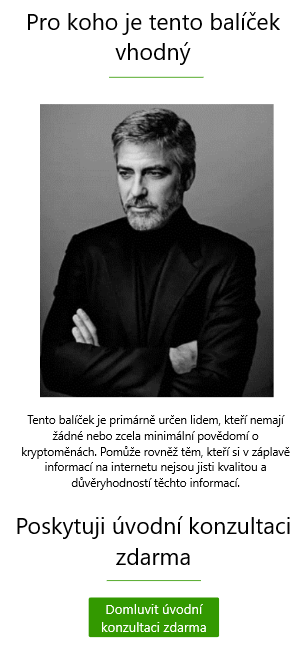 Pro koho je tento balíček
vhodný
Tento balíček je primárně určen lidem, kteří nemají
žádné nebo zcela minimální povědomí o
kryptoměnách. Pomůže rovněž těm, kteří si v záplavě
informací na internetu nejsou jisti kvalitou a
důvěryhodností těchto informací.
Poskytuji úvodní konzultaci
zdarma
Domluvit úvodní
konzultaci zdarma